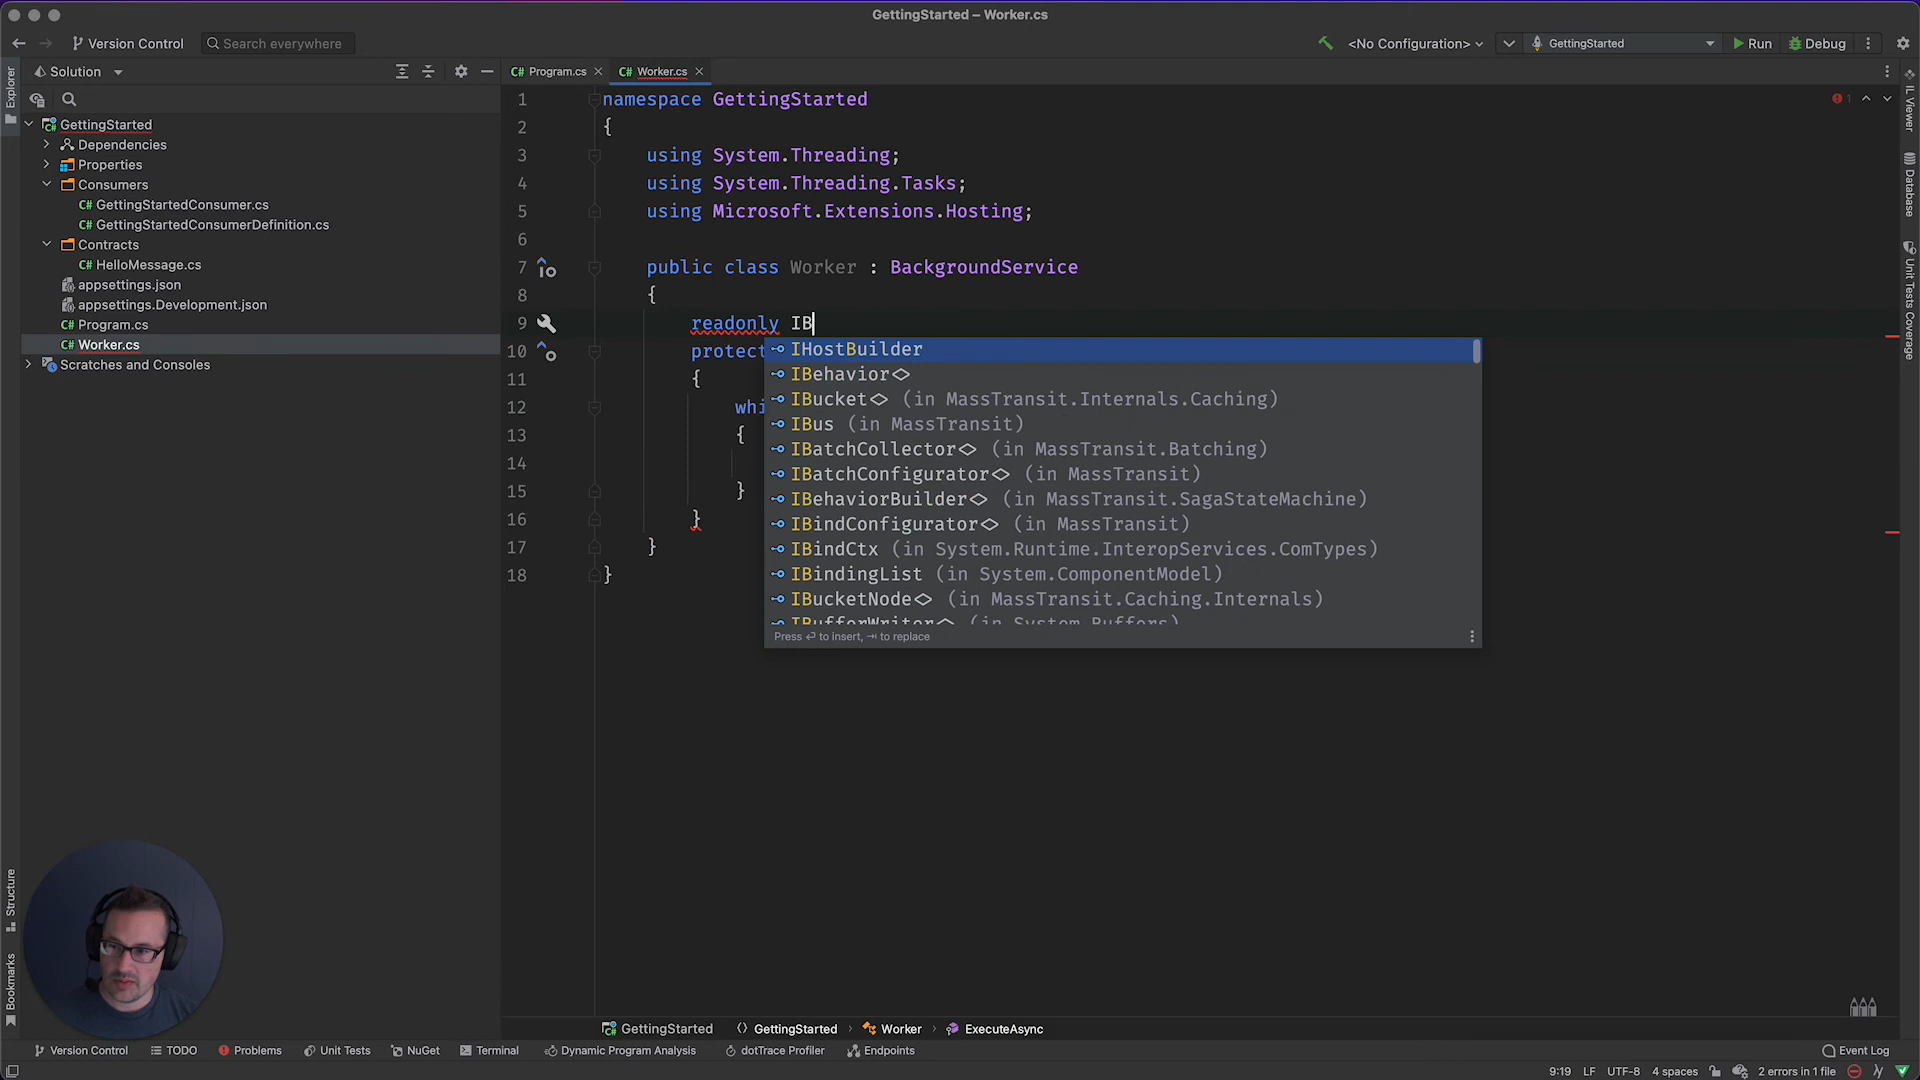 GettingStarted – Worker.cs
Version Control
Search everywhere
<No Configuration>
GettingStarted
Run
Debug
Explorer
Solution
Program.cs
Worker.cs
GettingStarted
Dependencies
Properties
Consumers
C# GettingStartedConsumer.cs
C# GettingStartedConsumerDefinition.cs
Contracts
C# HelloMessage.cs
appsettings.json
appsettings.Development.json
C# Program.cs
C# Worker.cs
Scratches and Consoles
1 namespace GettingStarted
2 {
3 using System.Threading;
4 using System.Threading.Tasks;
5 using Microsoft.Extensions.Hosting;
6
7 public class Worker : BackgroundService
8 {
9 readonly IB
10 protect
11 {
12 whi
13 {
14
15 }
16 }
17 }
18 }
IHostBuilder
IBehavior<>
IBucket<> (in MassTransit.Internals.Caching)
IBus (in MassTransit)
IBatchCollector<> (in MassTransit.Batching)
IBatchConfigurator<> (in MassTransit)
IBehaviorBuilder<> (in MassTransit.SagaStateMachine)
IBindConfigurator<> (in MassTransit)
IBindCtx (in System.Runtime.InteropServices.ComTypes)
IBindingList (in System.ComponentModel)
IBucketNode<> (in MassTransit.Caching.Internals)
IBufferWriter<> (in System.Buffers)
Press ↵ to insert, ⇥ to replace
1
IL Viewer
Database
Unit Tests Coverage
Structure
Bookmarks
GettingStarted
GettingStarted
Worker
ExecuteAsync
Version Control
TODO
Problems
Unit Tests
NuGet
Terminal
Dynamic Program Analysis
dotTrace Profiler
Endpoints
Event Log
9:19
LF
UTF-8
4 spaces
2 errors in 1 file